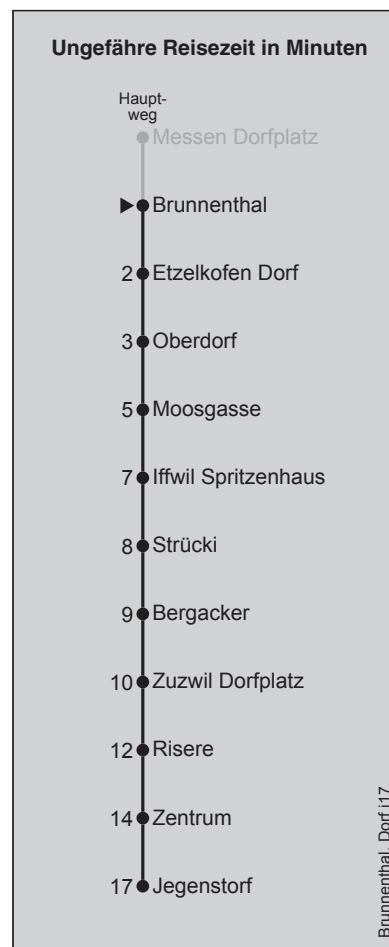 Ungefähre Reisezeit in Minuten
Haupt-
weg
Messen Dorfplatz
Brunnenthal
2 Etzelkofen Dorf
3 Oberdorf
5 Moosgasse
7 Iffwil Spritzenhaus
8 Strücki
9 Bergacker
10 Zuzwil Dorfplatz
12 Risere
14 Zentrum
17 Jegenstorf
Brunnenthal, Dorf j17